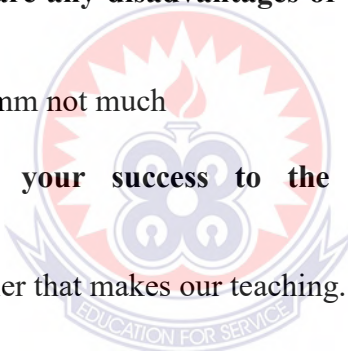 are any disadvantages of
mm not much
your success to the
er that makes our teaching.
EDUCATION FOR SERVICE